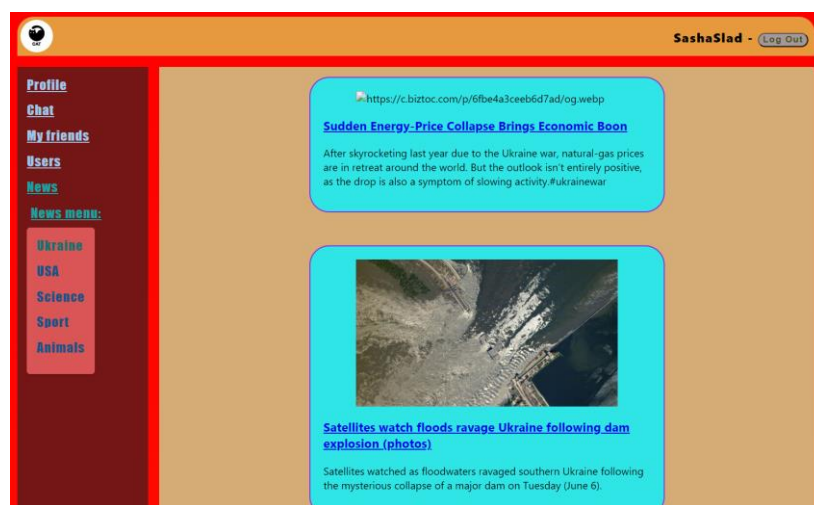 CAT
SashaSlad - Log Out
Profile
Chat
My friends
Users
News
News menu:
Ukraine
USA
Science
Sport
Animals
https://c.biztoc.com/p/6fbe4a3ceeb6d7ad/og.webp
Sudden Energy-Price Collapse Brings Economic Boon
After skyrocketing last year due to the Ukraine war, natural-gas prices
are in retreat around the world. But the outlook isn't entirely positive,
as the drop is also a symptom of slowing activity.#ukrainewar
Satellites watch floods ravage Ukraine following dam
explosion (photos)
Satellites watched as floodwaters ravaged southern Ukraine following
the mysterious collapse of a major dam on Tuesday (June 6).